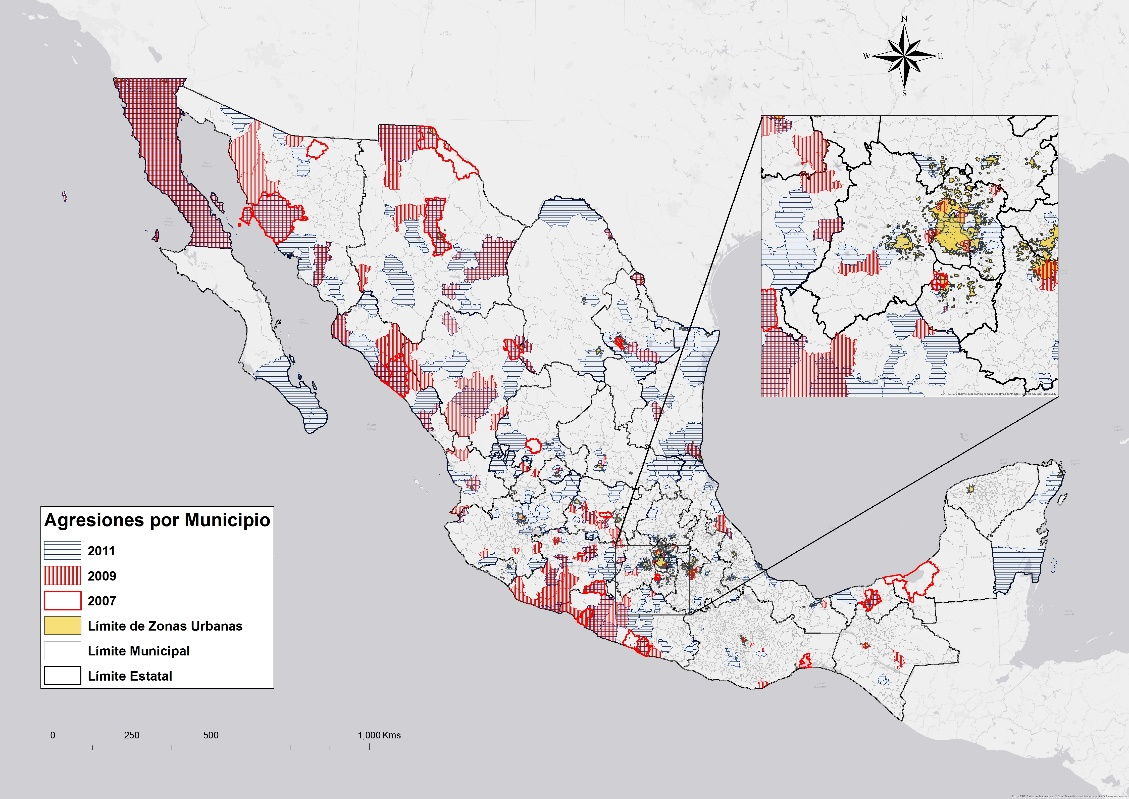 N
W
E
S
Agresiones por Municipio
2011
2009
2007
Límite de Zonas Urbanas
Límite Municipal
Límite Estatal
0
250
500
1,000 Kms